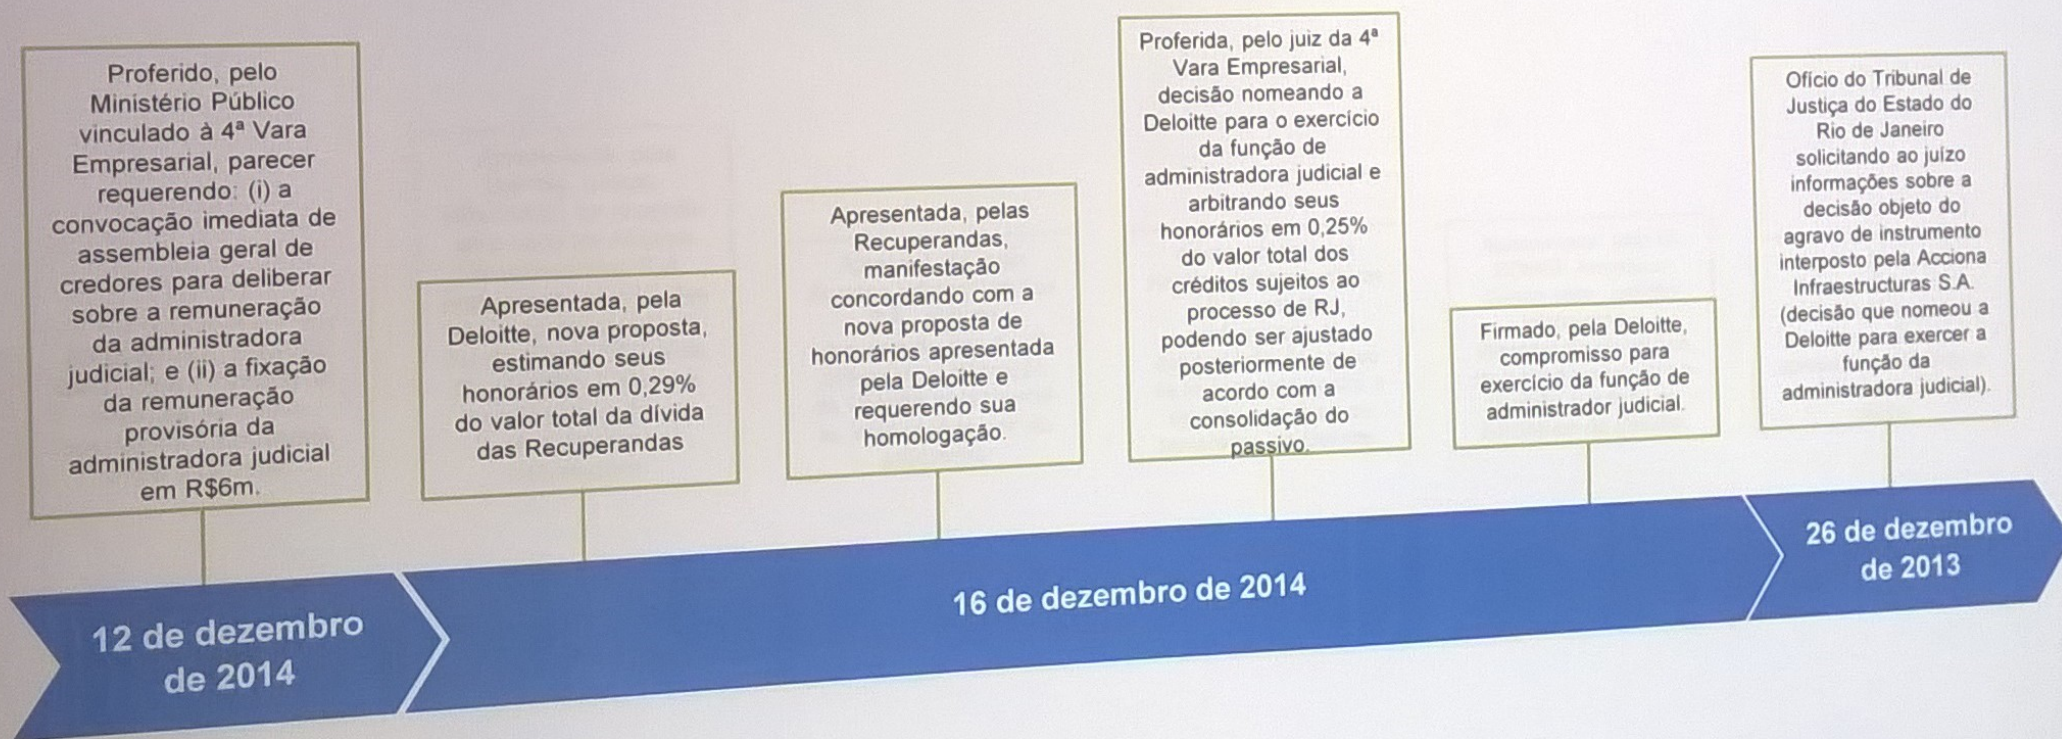 Proferido, pelo
Ministério Público
vinculado à 4ª Vara
Empresarial, parecer
requerendo: (i) a
convocação imediata de
assembleia geral de
credores para deliberar
sobre a remuneração
da administradora
judicial; e (ii) a fixação
da remuneração
provisória da
administradora judicial
em R$6m.
Apresentada, pela
Deloitte, nova proposta,
estimando seus
honorários em 0,29%
do valor total da dívida
das Recuperandas
Apresentada, pelas
Recuperandas,
manifestação
concordando com a
nova proposta de
honorários apresentada
pela Deloitte e
requerendo sua
homologação.
Proferida, pelo juiz da 4ª
Vara Empresarial,
decisão nomeando a
Deloitte para o exercício
da função de
administradora judicial e
arbitrando seus
honorários em 0,25%
do valor total dos
créditos sujeitos ao
processo de RJ,
podendo ser ajustado
posteriormente de
acordo com a
consolidação do
passivo.
Firmado, pela Deloitte,
compromisso para
exercício da função de
administrador judicial.
Ofício do Tribunal de
Justiça do Estado do
Rio de Janeiro
solicitando ao juízo
informações sobre a
decisão objeto do
agravo de instrumento
interposto pela Acciona
Infraestructuras S.A.
(decisão que nomeou a
Deloitte para exercer a
função da
administradora judicial).
12 de dezembro
de 2014
16 de dezembro de 2014
26 de dezembro
de 2013